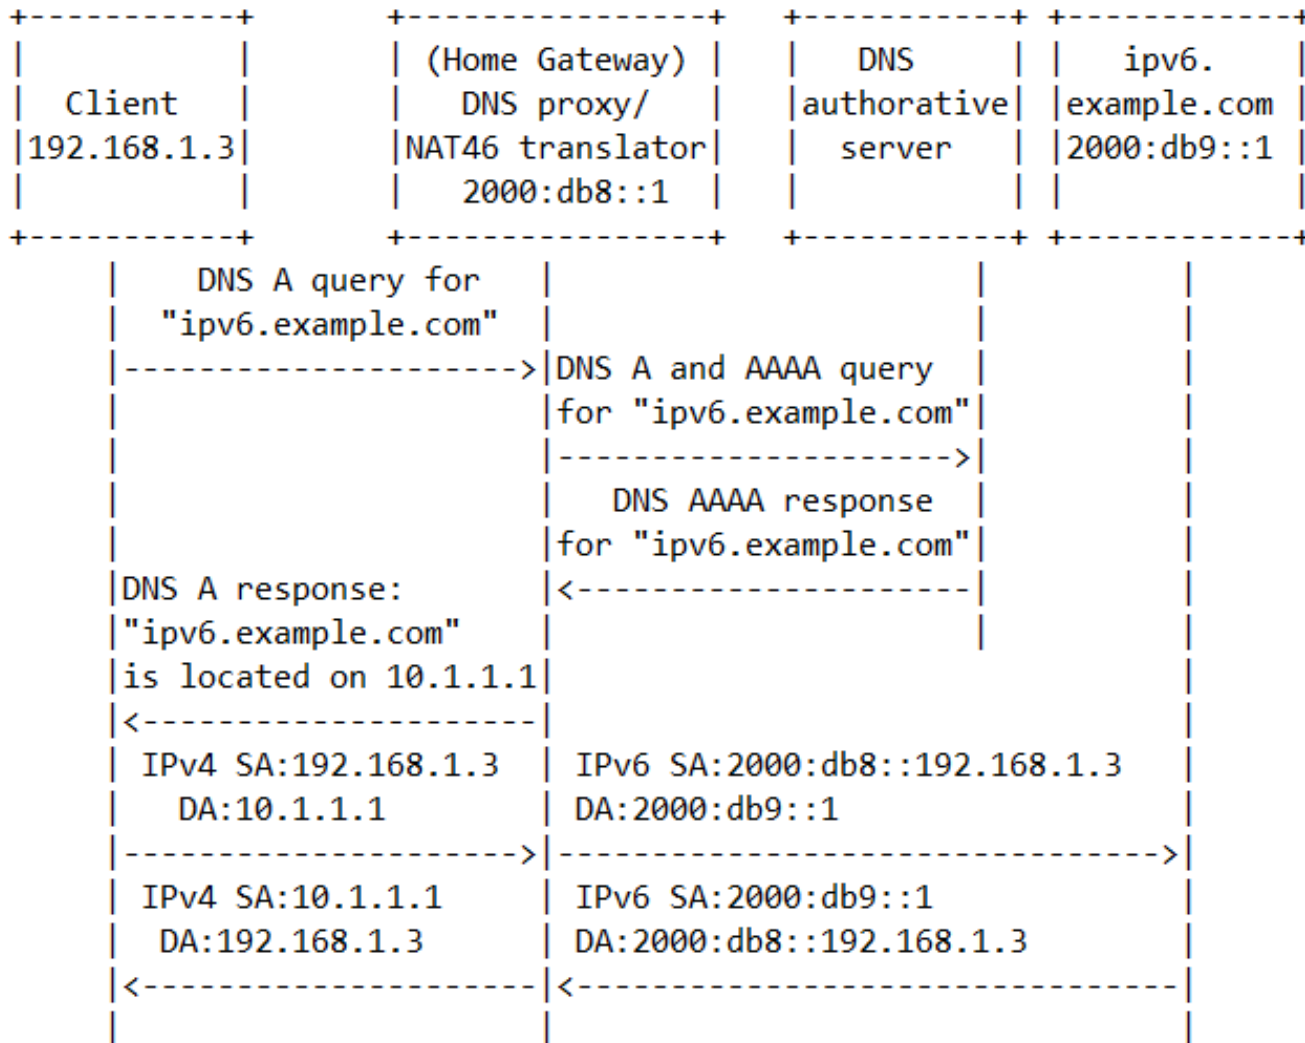 +-----------+       +----------------+   +-----------+ +------------+
|           |       | (Home Gateway) |   |   DNS     | |   ipv6.    |
|  Client   |       |   DNS proxy/   |   |authorative| |example.com |
|192.168.1.3|       |NAT46 translator|   |  server   | |2000:db9::1 |
|           |       |   2000:db8::1  |   |           | |            |
+-----------+       +----------------+   +-----------+ +------------+
     |    DNS A query for   |                      |          |
     |  "ipv6.example.com"  |                      |          |
     |--------------------->|DNS A and AAAA query  |          |
     |                      |for "ipv6.example.com"|          |
     |                      |--------------------->|          |
     |                      |   DNS AAAA response  |          |
     |                      |for "ipv6.example.com"|          |
     |DNS A response:       |<---------------------|          |
     |"ipv6.example.com"    |                      |          |
     |is located on 10.1.1.1|                                 |
     |<---------------------|                                 |
     | IPv4 SA:192.168.1.3  | IPv6 SA:2000:db8::192.168.1.3   |
     |   DA:10.1.1.1        | DA:2000:db9::1                  |
     |--------------------->|-------------------------------->|
     | IPv4 SA:10.1.1.1     | IPv6 SA:2000:db9::1             |
     |  DA:192.168.1.3      | DA:2000:db8::192.168.1.3        |
     |<---------------------|<--------------------------------|
     |                      |                                 |